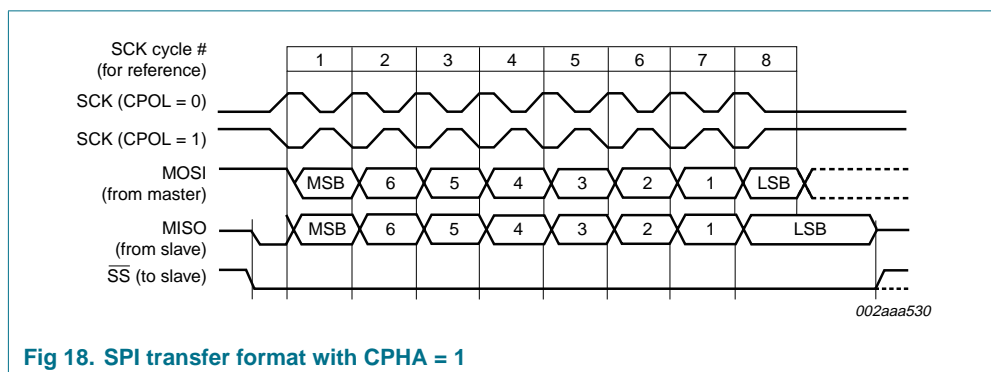 SCK cycle #
(for reference)
1 2 3 4 5 6 7 8
SCK (CPOL = 0)
SCK (CPOL = 1)
MOSI
(from master)
MSB 6 5 4 3 2 1 LSB
MISO
(from slave)
MSB 6 5 4 3 2 1 LSB
SS (to slave)
002aaa530
Fig 18. SPI transfer format with CPHA = 1